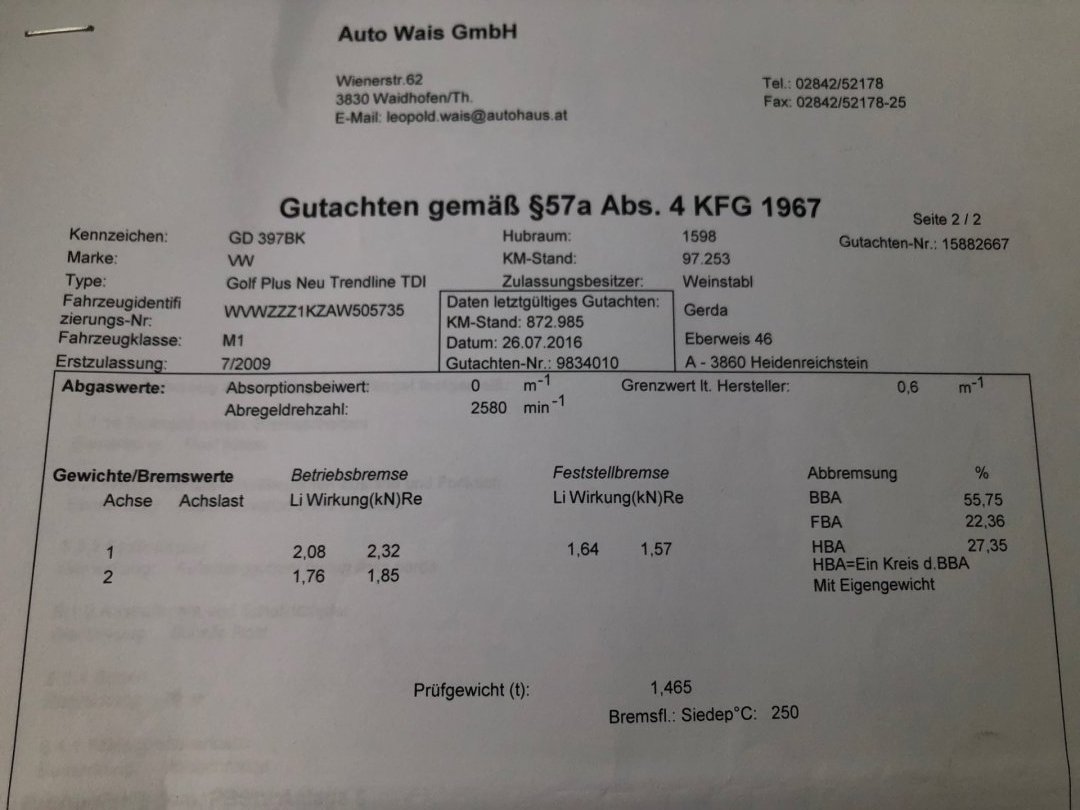 Auto Wais GmbH
Wienerstr.62
3830 Waidhofen/Th.
E-Mail: leopold.wais@autohaus.at
Tel.: 02842/52178
Fax: 02842/52178-25
Gutachten gemäß §57a Abs. 4 KFG 1967
Seite 2 / 2
Gutachten-Nr.: 15882667
Kennzeichen: GD 397BK
Marke: VW
Type: Golf Plus Neu Trendline TDI
Fahrzeugidentifi
zierungs-Nr: WVWZZZ1KZAW505735
Fahrzeugklasse: M1
Erstzulassung: 7/2009
Hubraum: 1598
KM-Stand: 97.253
Zulassungsbesitzer: Weinstabl
Gerda
Eberweis 46
A - 3860 Heidenreichstein
Daten letztgültiges Gutachten:
KM-Stand: 872.985
Datum: 26.07.2016
Gutachten-Nr.: 9834010
Abgaswerte: Absorptionsbeiwert: 0 m-1 Grenzwert lt. Hersteller: 0,6 m-1
Abregeldrehzahl: 2580 min-1
Gewichte/Bremswerte Betriebsbremse Feststellbremse Abbremsung %
Achse Achslast Li Wirkung(kN)Re Li Wirkung(kN)Re BBA 55,75
FBA 22,36
1 2,08 2,32 1,64 1,57 HBA 27,35
HBA=Ein Kreis d.BBA
2 1,76 1,85 Mit Eigengewicht
Prüfgewicht (t): 1,465
Bremsfl.: Siedep°C: 250